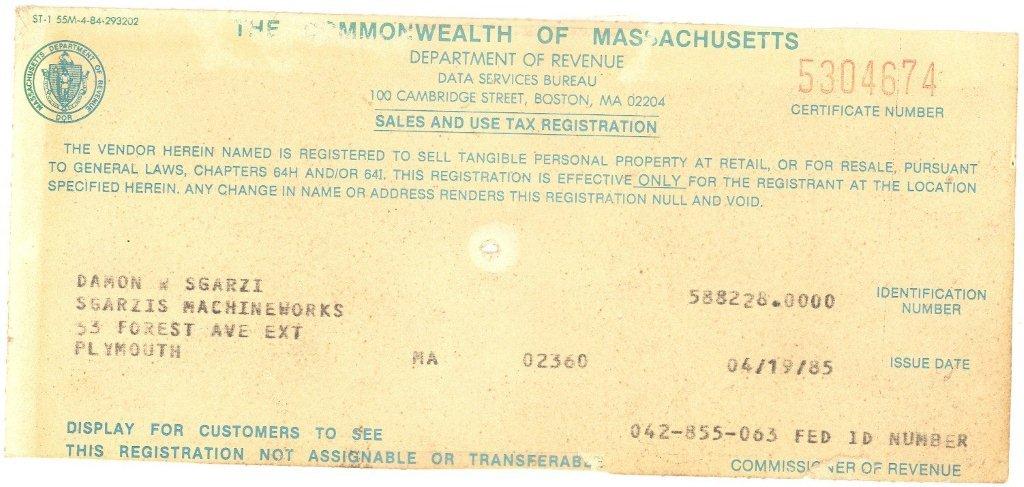 ST-1 55M-4-84-293202
THE COMMONWEALTH OF MASSACHUSETTS
DEPARTMENT OF REVENUE
DATA SERVICES BUREAU
100 CAMBRIDGE STREET, BOSTON, MA 02204
SALES AND USE TAX REGISTRATION
5304674
CERTIFICATE NUMBER
MASSACHUSETTS DEPARTMENT OF REVENUE
DOR
THE VENDOR HEREIN NAMED IS REGISTERED TO SELL TANGIBLE PERSONAL PROPERTY AT RETAIL, OR FOR RESALE, PURSUANT
TO GENERAL LAWS, CHAPTERS 64H AND/OR 64I. THIS REGISTRATION IS EFFECTIVE ONLY FOR THE REGISTRANT AT THE LOCATION
SPECIFIED HEREIN. ANY CHANGE IN NAME OR ADDRESS RENDERS THIS REGISTRATION NULL AND VOID.
DAMON W SGARZI
SGARZIS MACHINEWORKS
53 FOREST AVE EXT
PLYMOUTH MA 02360
588228.0000 IDENTIFICATION
NUMBER
04/19/85 ISSUE DATE
DISPLAY FOR CUSTOMERS TO SEE
THIS REGISTRATION NOT ASSIGNABLE OR TRANSFERABLE
042-855-063 FED ID NUMBER
COMMISSIONER OF REVENUE